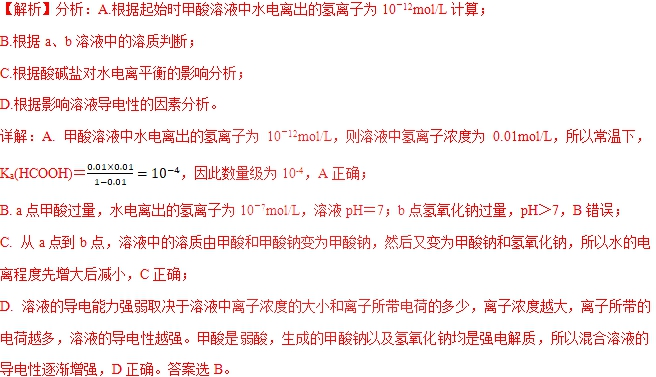 【解析】分析：A.根据起始时甲酸溶液中水电离出的氢离子为 10⁻¹²mol/L 计算；
B.根据 a、b 溶液中的溶质判断；
C.根据酸碱盐对水电离平衡的影响分析；
D.根据影响溶液导电性的因素分析。
详解：A. 甲酸溶液中水电离出的氢离子为 10⁻¹²mol/L，则溶液中氢离子浓度为 0.01mol/L，所以常温下，
Kₐ(HCOOH)＝0.01×0.01/1−0.01＝10⁻⁴，因此数量级为 10⁻⁴，A 正确；
B. a 点甲酸过量，水电离出的氢离子为 10⁻⁷mol/L，溶液 pH＝7；b 点氢氧化钠过量，pH＞7，B 错误；
C. 从 a 点到 b 点，溶液中的溶质由甲酸和甲酸钠变为甲酸钠，然后又变为甲酸钠和氢氧化钠，所以水的电
离程度先增大后减小，C 正确；
D. 溶液的导电能力强弱取决于溶液中离子浓度的大小和离子所带电荷的多少，离子浓度越大，离子所带的
电荷越多，溶液的导电性越强。甲酸是弱酸，生成的甲酸钠以及氢氧化钠均是强电解质，所以混合溶液的
导电性逐渐增强，D 正确。答案选 B。